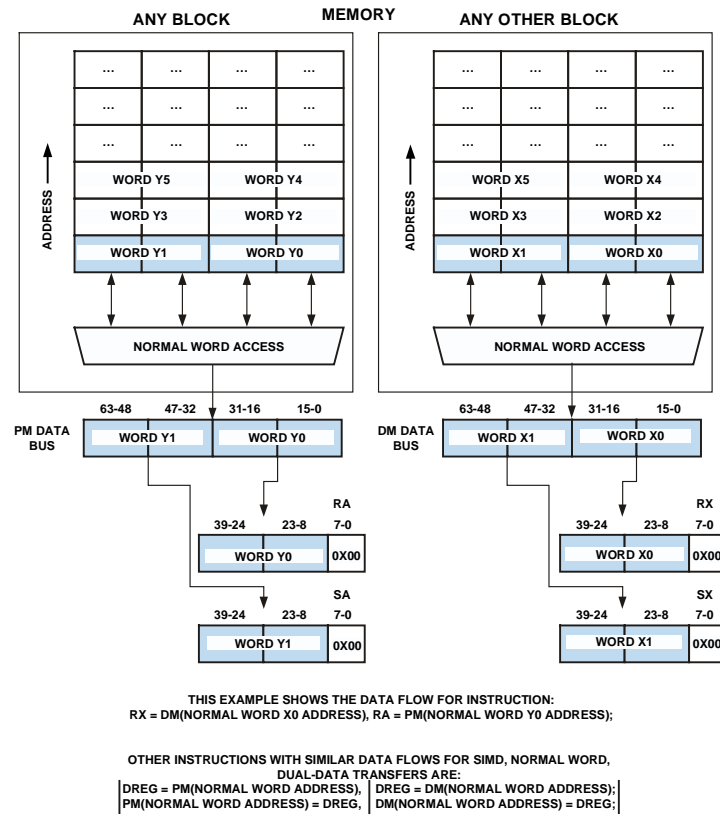 MEMORY
ANY BLOCK
ANY OTHER BLOCK
... ... ... ...
... ... ... ...
... ... ... ...
WORD Y5 WORD Y4
WORD Y3 WORD Y2
WORD Y1 WORD Y0
ADDRESS
NORMAL WORD ACCESS
... ... ... ...
... ... ... ...
... ... ... ...
WORD X5 WORD X4
WORD X3 WORD X2
WORD X1 WORD X0
ADDRESS
NORMAL WORD ACCESS
63-48 47-32 31-16 15-0
PM DATA
BUS
WORD Y1 WORD Y0
63-48 47-32 31-16 15-0
DM DATA
BUS
WORD X1 WORD X0
RA
39-24 23-8 7-0
WORD Y0 0X00
SA
39-24 23-8 7-0
WORD Y1 0X00
RX
39-24 23-8 7-0
WORD X0 0X00
SX
39-24 23-8 7-0
WORD X1 0X00
THIS EXAMPLE SHOWS THE DATA FLOW FOR INSTRUCTION:
RX = DM(NORMAL WORD X0 ADDRESS), RA = PM(NORMAL WORD Y0 ADDRESS);
OTHER INSTRUCTIONS WITH SIMILAR DATA FLOWS FOR SIMD, NORMAL WORD,
DUAL-DATA TRANSFERS ARE:
DREG = PM(NORMAL WORD ADDRESS), DREG = DM(NORMAL WORD ADDRESS);
PM(NORMAL WORD ADDRESS) = DREG, DM(NORMAL WORD ADDRESS) = DREG;